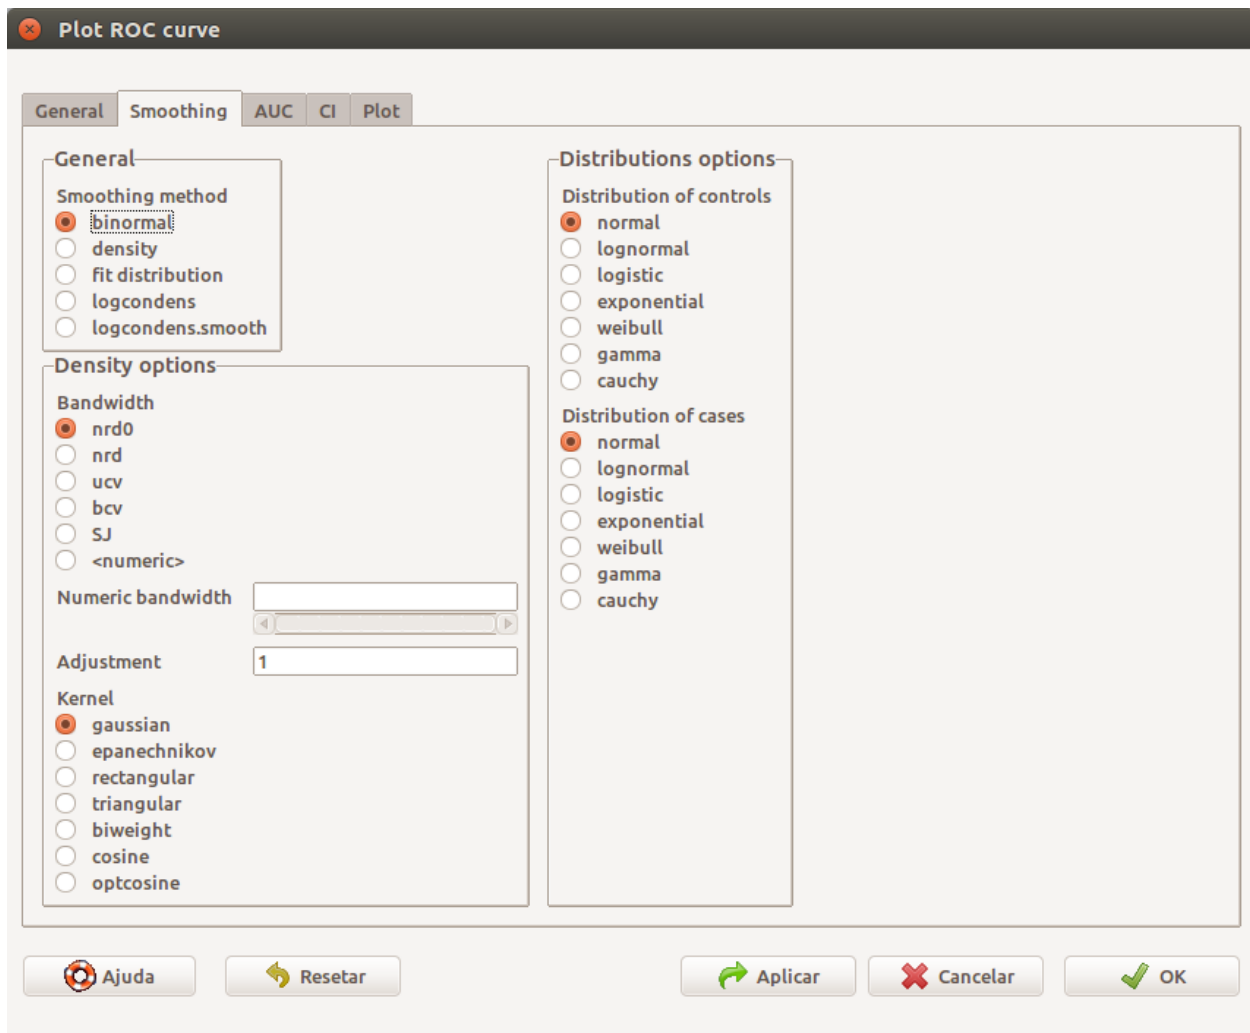 Plot ROC curve
General Smoothing AUC CI Plot
General
Smoothing method
binormal
density
fit distribution
logcondens
logcondens.smooth
Density options
Bandwidth
nrd0
nrd
ucv
bcv
SJ
<numeric>
Numeric bandwidth
Adjustment 1
Kernel
gaussian
epanechnikov
rectangular
triangular
biweight
cosine
optcosine
Distributions options
Distribution of controls
normal
lognormal
logistic
exponential
weibull
gamma
cauchy
Distribution of cases
normal
lognormal
logistic
exponential
weibull
gamma
cauchy
Ajuda Resetar Aplicar Cancelar OK